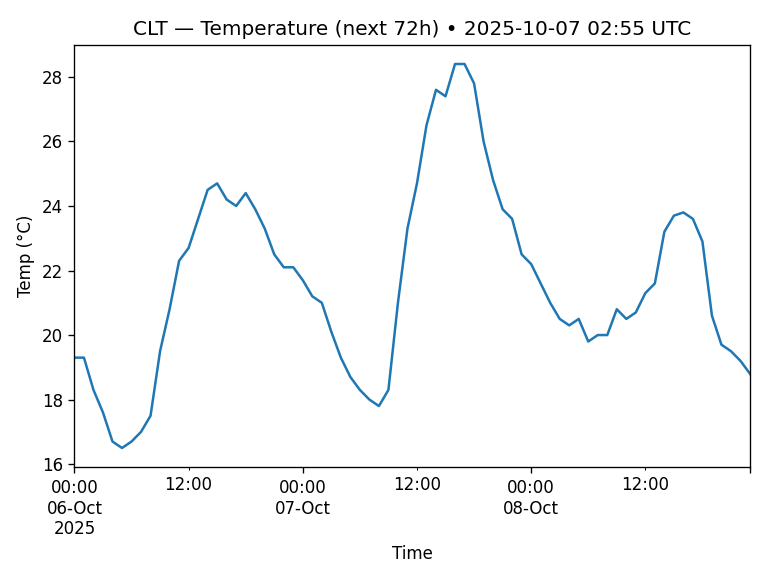 CLT — Temperature (next 72h) • 2025-10-07 02:55 UTC
Temp (°C)
28
26
24
22
20
18
16
00:00 12:00 00:00 12:00 00:00 12:00
06-Oct 07-Oct 08-Oct
2025
Time